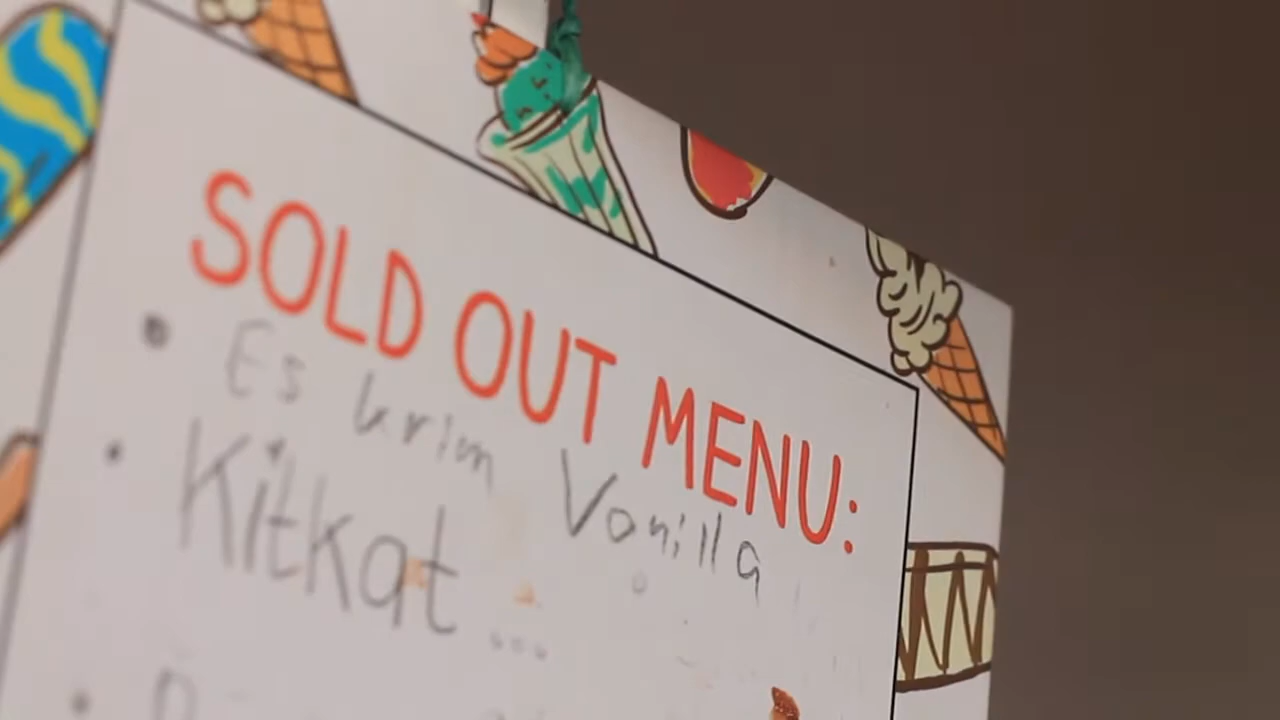 SOLD OUT MENU:
• Es krim Vanilla
• Kitkat ...